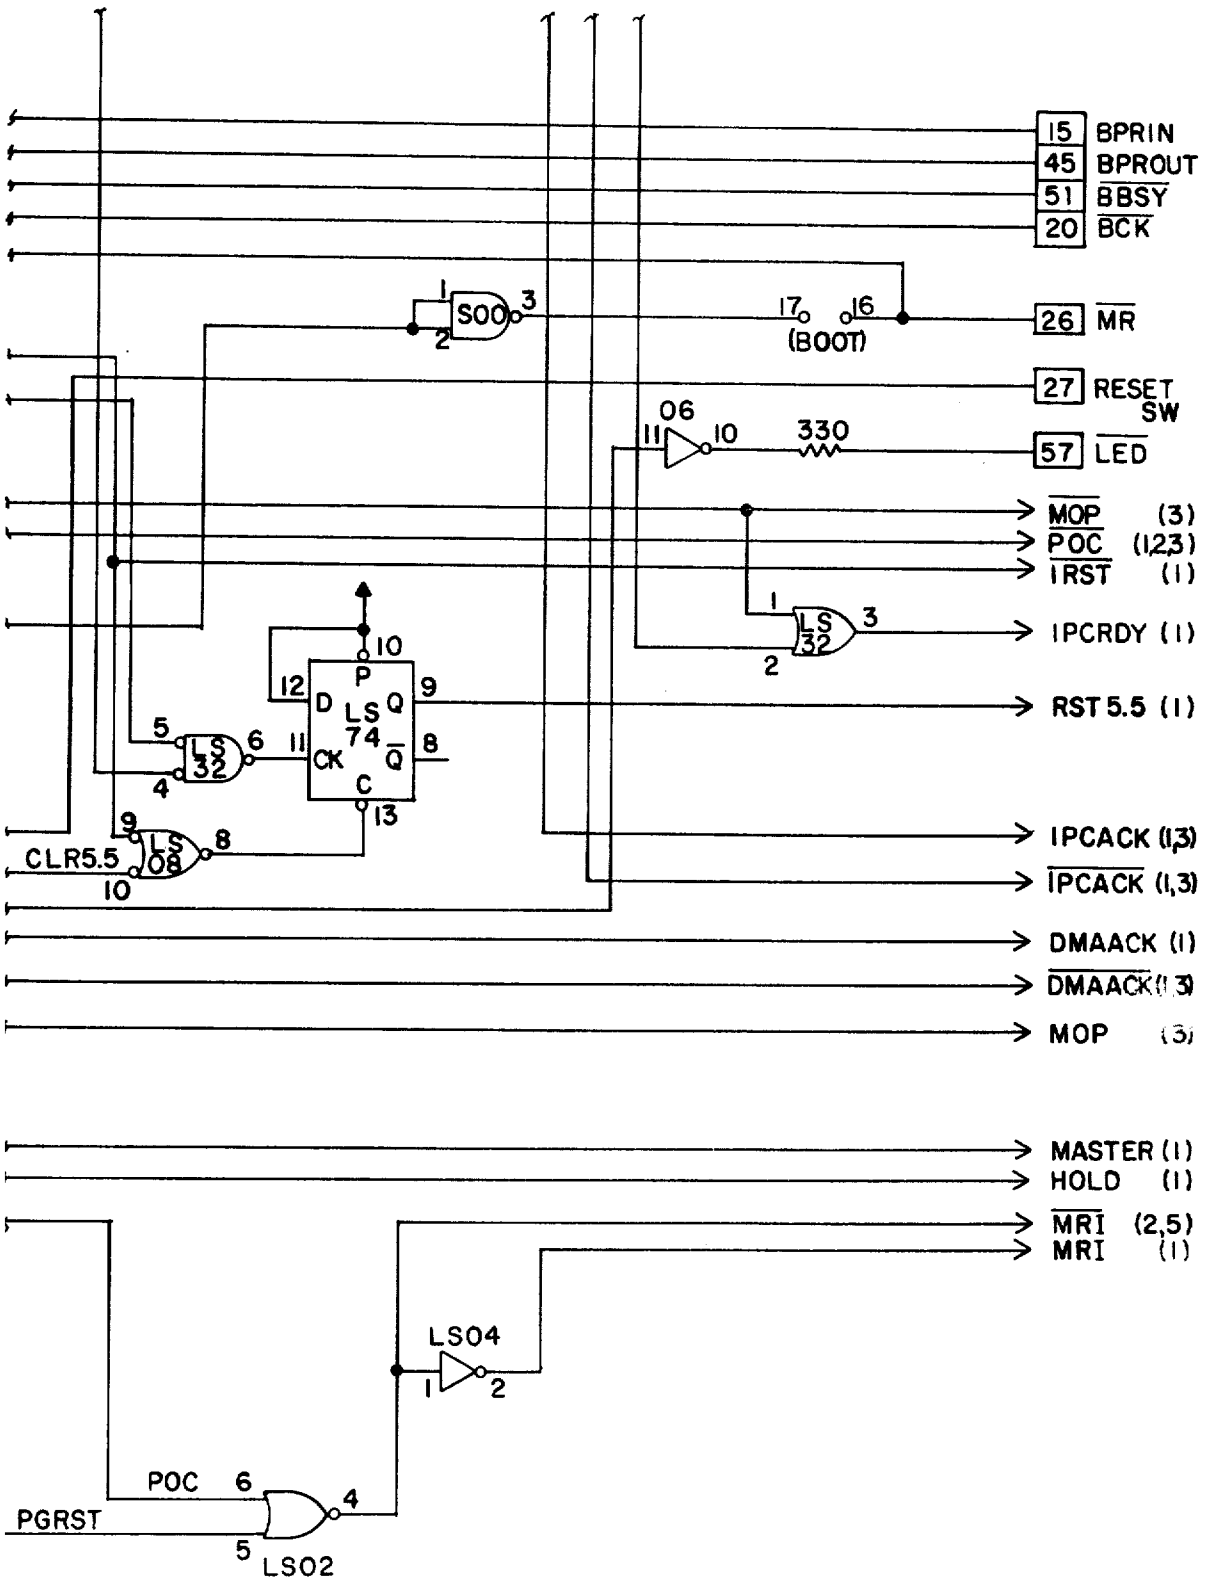 15 BPRIN
45 BPROUT
51 BBSY
20 BCK
1
2
S00
3
17
16
(BOOT)
26 MR
27 RESET
SW
06
11
10
330
57 LED
MOP (3)
POC (1,2,3)
IRST (1)
1
2
LS
32
3
IPCRDY (1)
10
P
12
D
LS
74
Q
9
RST 5.5 (1)
5
4
LS
32
6
11
CK
Q
8
C
13
9
LS
08
8
CLR5.5
10
IPCACK (1,3)
IPCACK (1,3)
DMAACK (1)
DMAACK (1,3)
MOP (3)
MASTER (1)
HOLD (1)
MRI (2,5)
MRI (1)
LS04
1
2
POC
6
4
PGRST
5
LS02